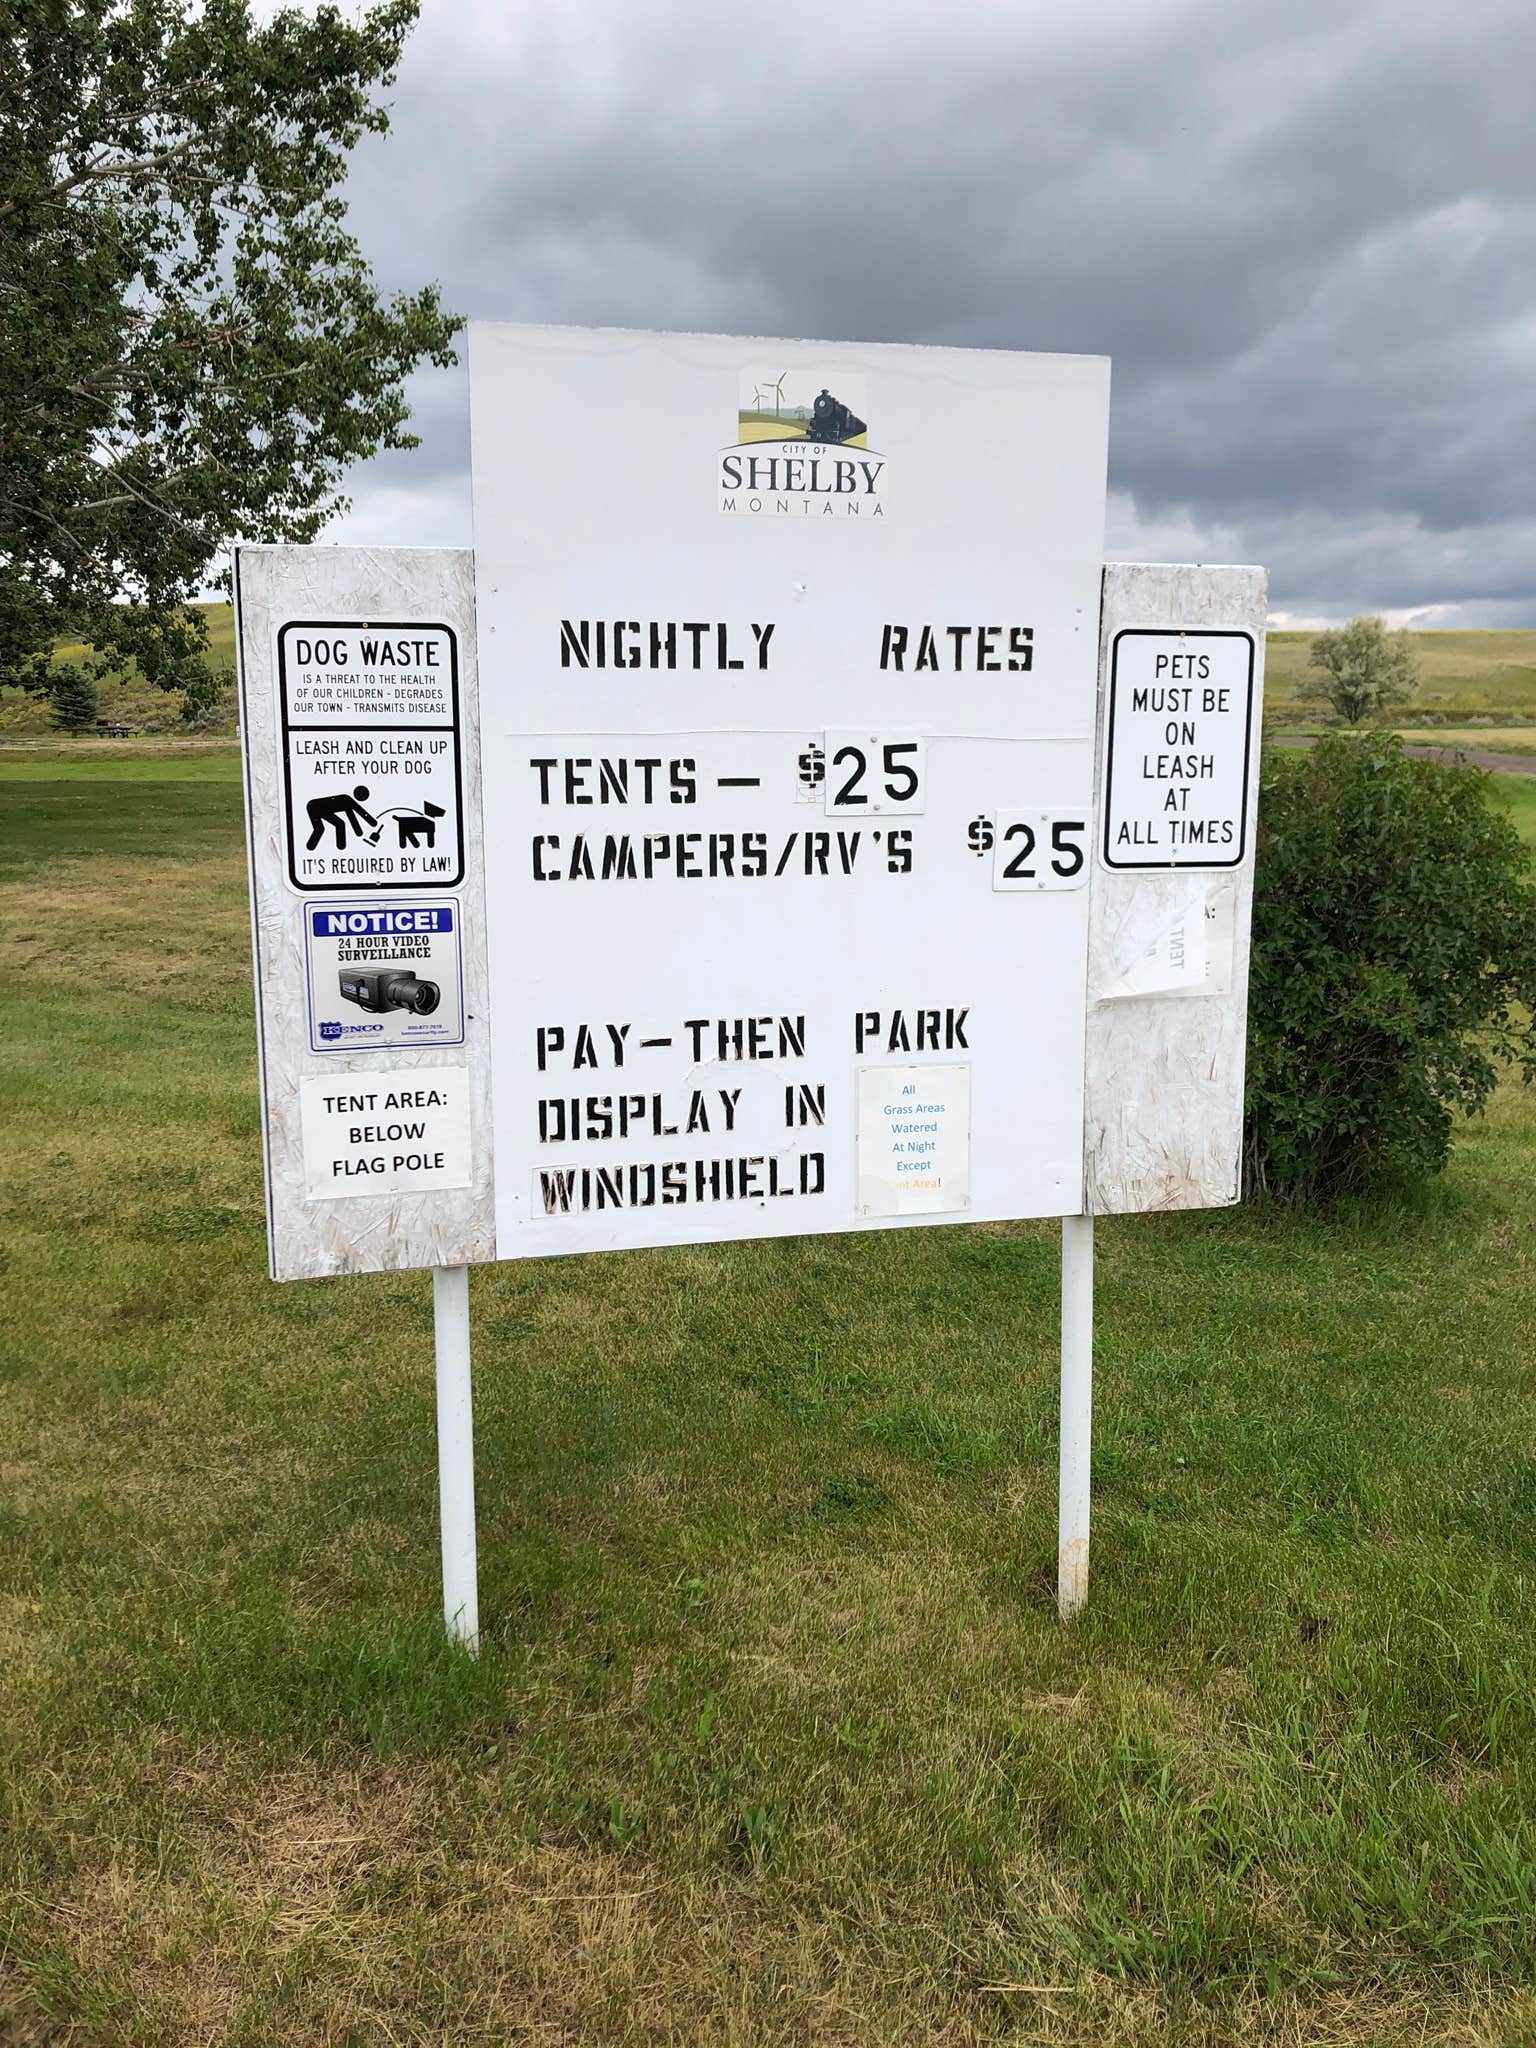 CITY OF
SHELBY
MONTANA
NIGHTLY RATES
TENTS - $25
CAMPERS/RV'S $25
PAY-THEN PARK
DISPLAY IN
WINDSHIELD
All
Grass Areas
Watered
At Night
Except
Area!
DOG WASTE
IS A THREAT TO THE HEALTH
OF OUR CHILDREN - DEGRADES
OUR TOWN - TRANSMITS DISEASE
LEASH AND CLEAN UP
AFTER YOUR DOG
IT'S REQUIRED BY LAW!
NOTICE!
24 HOUR VIDEO
SURVEILLANCE
KENCO
TENT AREA:
BELOW
FLAG POLE
PETS
MUST BE
ON
LEASH
AT
ALL TIMES